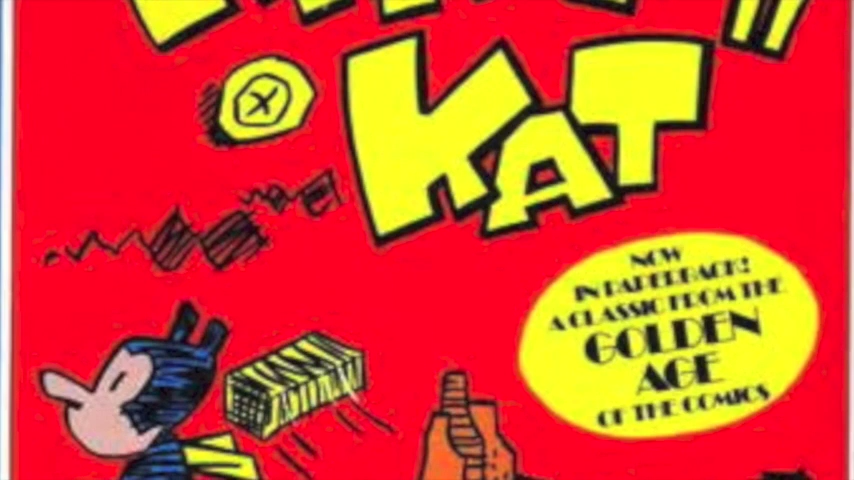 KAT
NOW
IN PAPERBACK!
A CLASSIC FROM THE
GOLDEN
AGE
OF THE COMICS